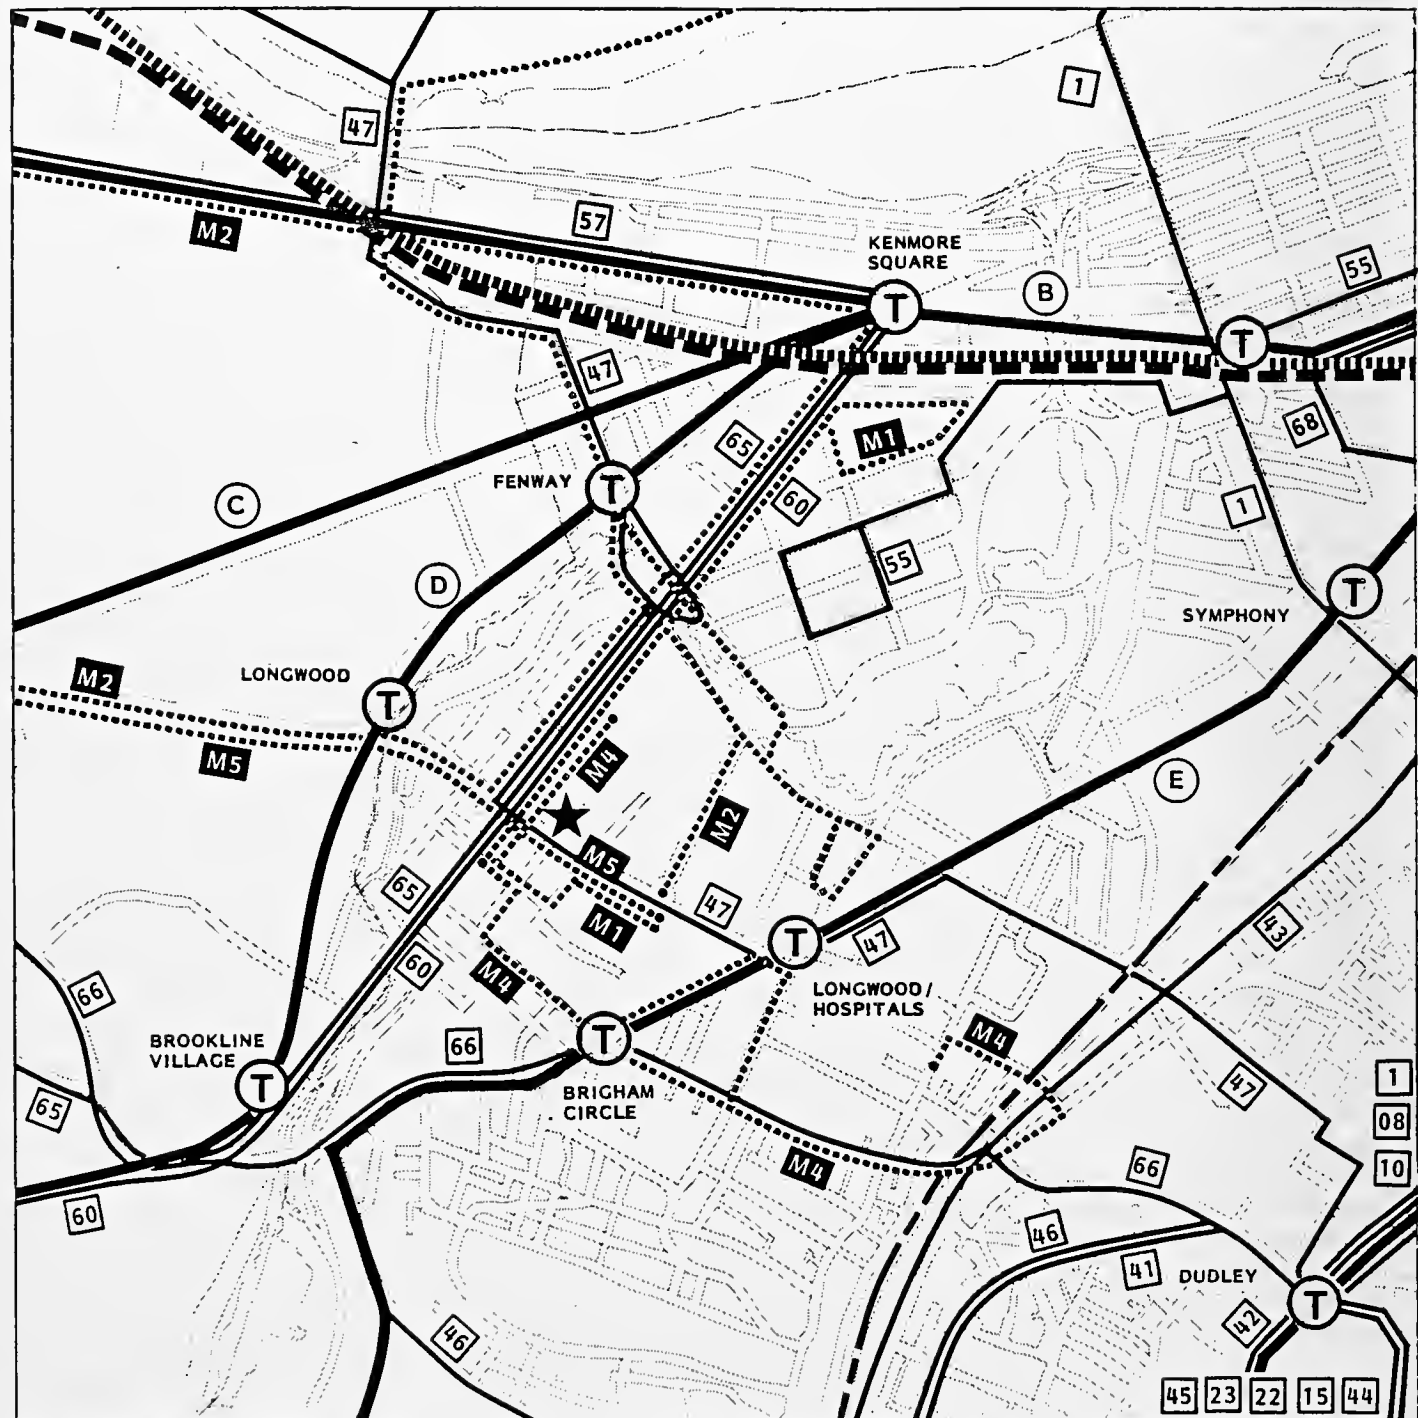 1
47
57
M2
KENMORE
SQUARE
B
55
T
T
47
65
M1
68
FENWAY
T
C
60
1
55
D
T
SYMPHONY
LONGWOOD
M2
T
M5
M4
E
M2
M5
65
47
M1
43
T
47
60
M4
66
LONGWOOD/
HOSPITALS
BROOKLINE
VILLAGE
66
T
M4
T
BRIGHAM
CIRCLE
47
1
65
08
M4
66
10
60
46
41
DUDLEY
T
42
46
45 23 22 15 44